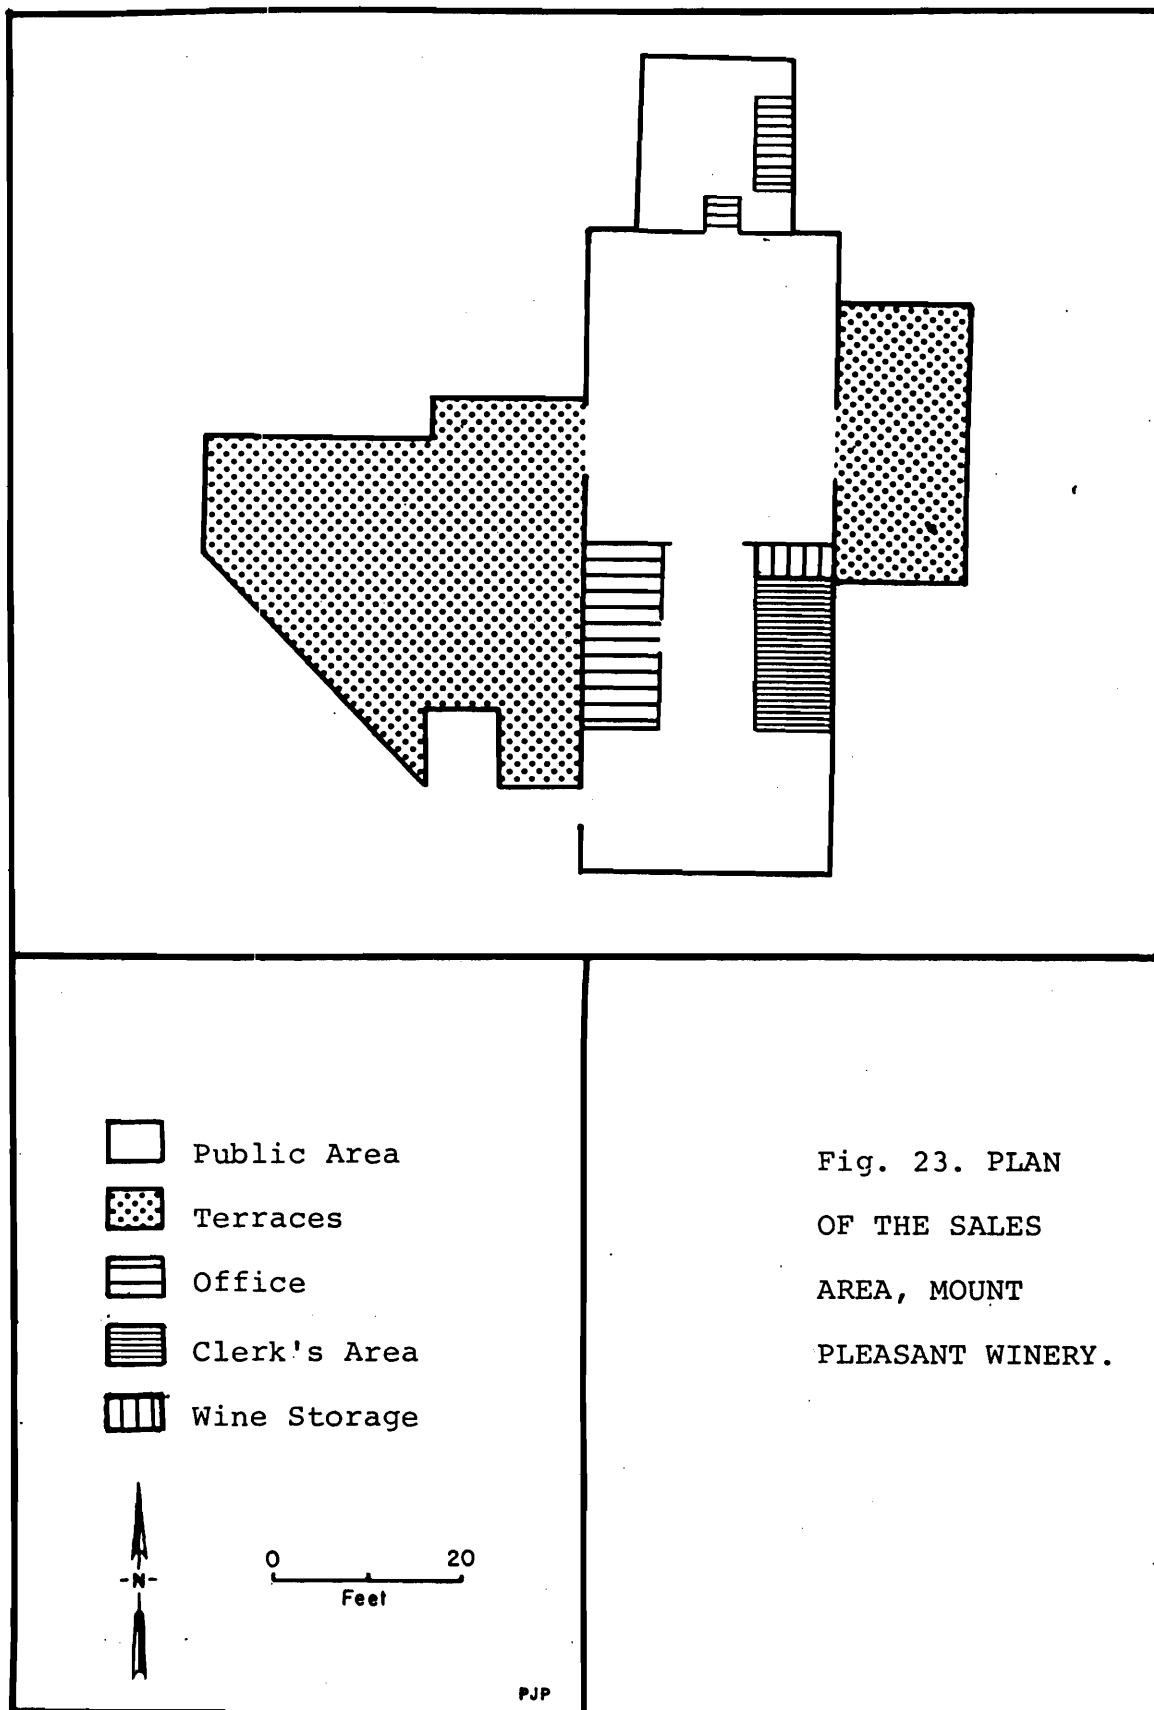 Public Area
Terraces
Office
Clerk's Area
Wine Storage
-N-
0 20
Feet
PJP
Fig. 23. PLAN
OF THE SALES
AREA, MOUNT
PLEASANT WINERY.